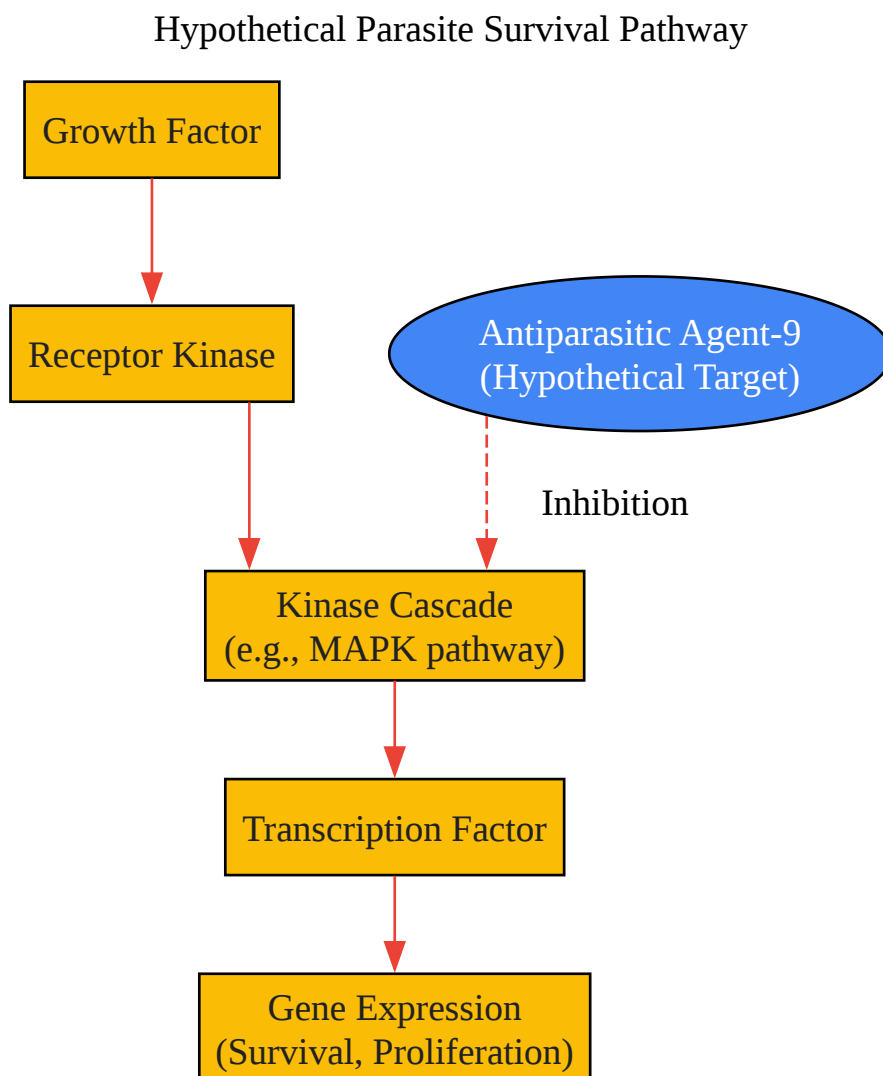 Hypothetical Parasite Survival Pathway
Growth Factor
Receptor Kinase
Antiparasitic Agent-9
(Hypothetical Target)
Inhibition
Kinase Cascade
(e.g., MAPK pathway)
Transcription Factor
Gene Expression
(Survival, Proliferation)